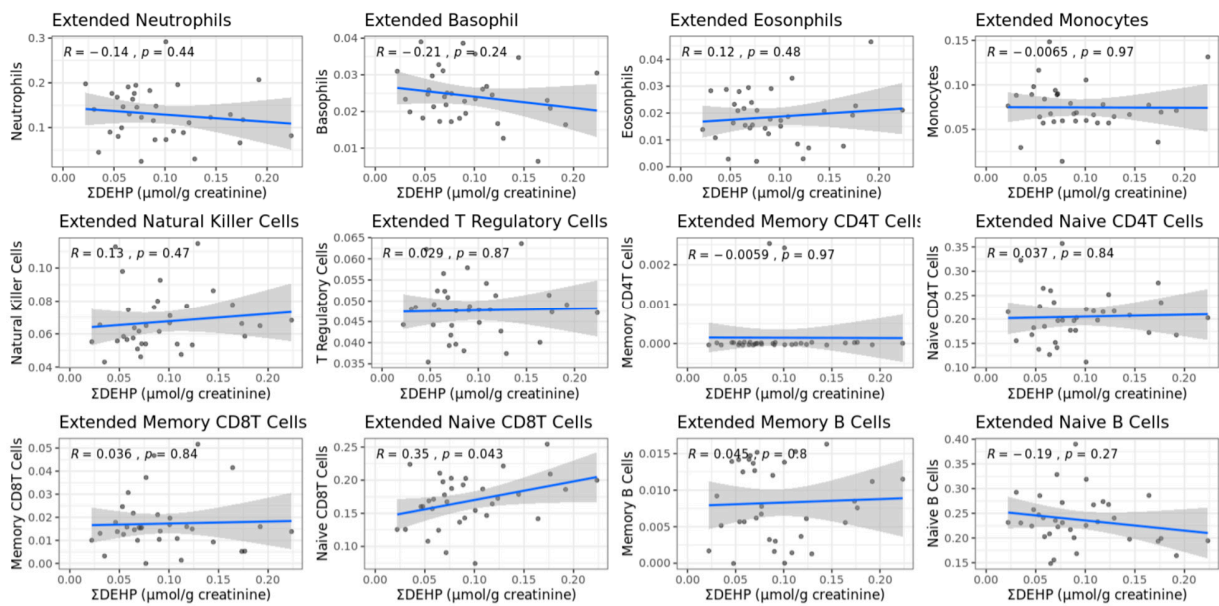 Extended Neutrophils
R = −0.14 , p = 0.44
Neutrophils
0.3
0.2
0.1
0.00 0.05 0.10 0.15 0.20
ΣDEHP (μmol/g creatinine)
Extended Basophil
R = −0.21 , p = 0.24
Basophils
0.04
0.03
0.02
0.01
0.00 0.05 0.10 0.15 0.20
ΣDEHP (μmol/g creatinine)
Extended Eosonphils
R = 0.12 , p = 0.48
Eosonphils
0.04
0.03
0.02
0.01
0.00
0.00 0.05 0.10 0.15 0.20
ΣDEHP (μmol/g creatinine)
Extended Monocytes
R = −0.0065 , p = 0.97
Monocytes
0.15
0.10
0.05
0.00 0.05 0.10 0.15 0.20
ΣDEHP (μmol/g creatinine)
Extended Natural Killer Cells
R = 0.13 , p = 0.47
Natural Killer Cells
0.10
0.08
0.06
0.04
0.00 0.05 0.10 0.15 0.20
ΣDEHP (μmol/g creatinine)
Extended T Regulatory Cells
R = 0.029 , p = 0.87
T Regulatory Cells
0.065
0.060
0.055
0.050
0.045
0.040
0.035
0.00 0.05 0.10 0.15 0.20
ΣDEHP (μmol/g creatinine)
Extended Memory CD4T Cells
R = −0.0059 , p = 0.97
Memory CD4T Cells
0.002
0.001
0.000
0.00 0.05 0.10 0.15 0.20
ΣDEHP (μmol/g creatinine)
Extended Naive CD4T Cells
R = 0.037 , p = 0.84
Naive CD4T Cells
0.35
0.30
0.25
0.20
0.15
0.10
0.00 0.05 0.10 0.15 0.20
ΣDEHP (μmol/g creatinine)
Extended Memory CD8T Cells
R = 0.036 , p = 0.84
Memory CD8T Cells
0.05
0.04
0.03
0.02
0.01
0.00
0.00 0.05 0.10 0.15 0.20
ΣDEHP (μmol/g creatinine)
Extended Naive CD8T Cells
R = 0.35 , p = 0.043
Naive CD8T Cells
0.25
0.20
0.15
0.10
0.00 0.05 0.10 0.15 0.20
ΣDEHP (μmol/g creatinine)
Extended Memory B Cells
R = 0.045 , p = 0.8
Memory B Cells
0.015
0.010
0.005
0.000
0.00 0.05 0.10 0.15 0.20
ΣDEHP (μmol/g creatinine)
Extended Naive B Cells
R = −0.19 , p = 0.27
Naive B Cells
0.40
0.35
0.30
0.25
0.20
0.15
0.00 0.05 0.10 0.15 0.20
ΣDEHP (μmol/g creatinine)